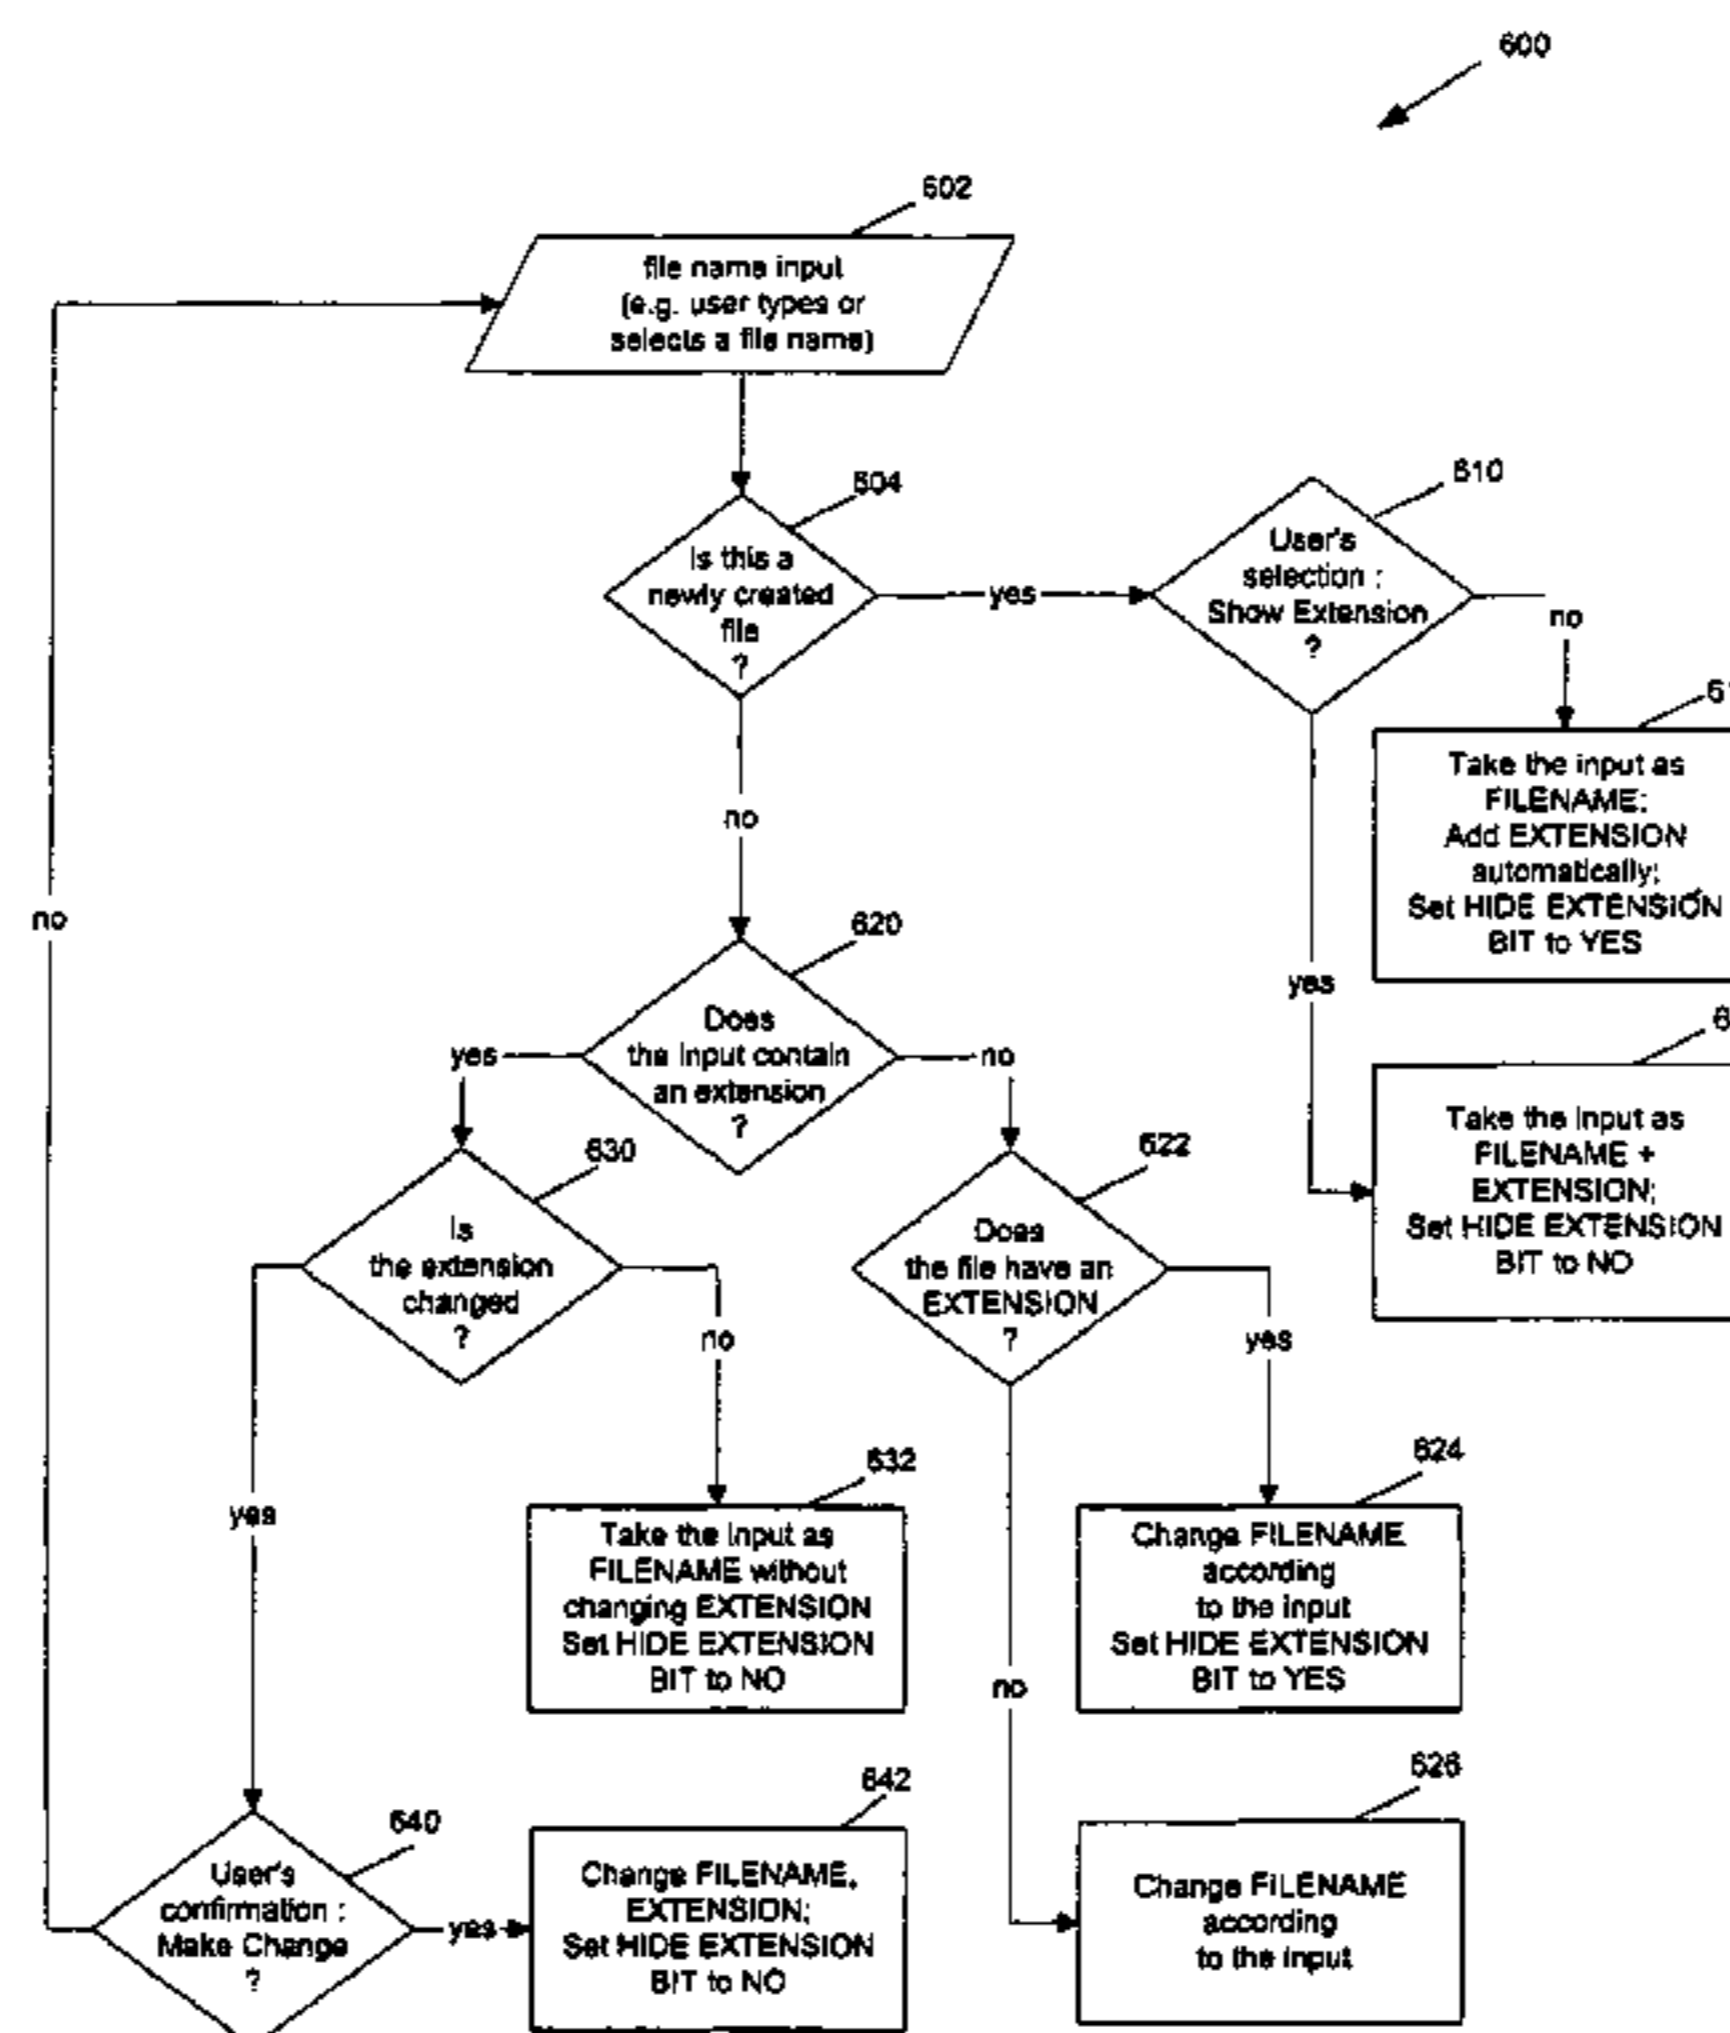 600
602
file name input
(e.g. user types or
selects a file name)
604
Is this a
newly created
file
?
yes
610
User's
selection :
Show Extension
?
no
Take the input as
FILENAME;
Add EXTENSION
automatically;
Set HIDE EXTENSION
BIT to YES
yes
Take the input as
FILENAME +
EXTENSION;
Set HIDE EXTENSION
BIT to NO
no
no
620
Does
the input contain
an extension
?
yes
no
630
Is
the extension
changed
?
622
Does
the file have an
EXTENSION
?
no
yes
yes
632
Take the input as
FILENAME without
changing EXTENSION
Set HIDE EXTENSION
BIT to NO
624
Change FILENAME
according
to the input
Set HIDE EXTENSION
BIT to YES
no
640
User's
confirmation :
Make Change
?
yes
642
Change FILENAME,
EXTENSION;
Set HIDE EXTENSION
BIT to NO
626
Change FILENAME
according
to the input